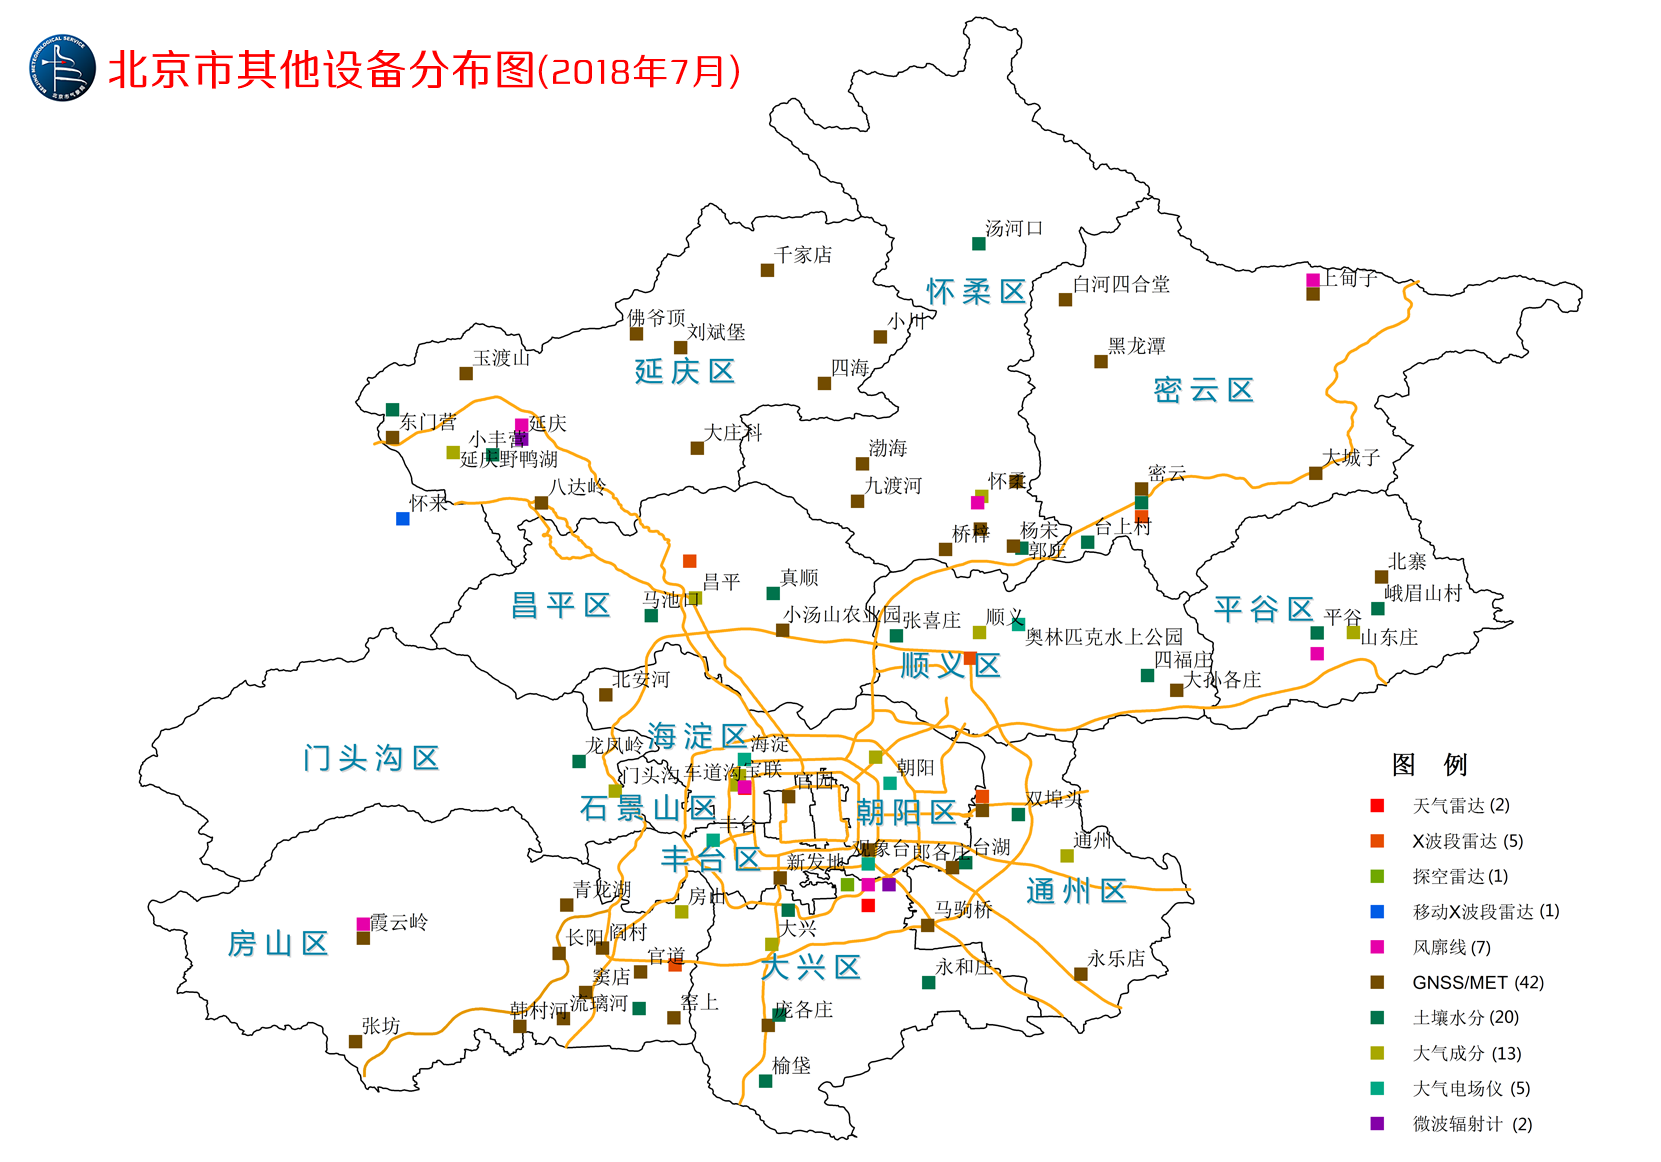 BEIJING METEOROLOGICAL SERVICE
北京市气象局
北京市其他设备分布图(2018年7月)
汤河口
千家店
怀柔区
白河四合堂
上甸子
佛爷顶
刘斌堡
小川
玉渡山
延庆区
四海
黑龙潭
密云区
东门营
延庆
小丰营
延庆野鸭湖
大庄科
渤海
大城子
怀来
八达岭
九渡河
怀柔
密云
桥梓
杨宋
郭庄
台上村
昌平
真顺
北寨
昌平区
马池口
小汤山农业园
张喜庄
顺义
奥林匹克水上公园
平谷区
平谷
峨眉山村
山东庄
顺义区
四福庄
大孙各庄
北安河
海淀区
海淀
龙凤岭
门头沟区
门头沟
车道沟
宝联
官园
朝阳
石景山区
朝阳区
双埠头
丰台
丰台区
观象台
郎各庄
台湖
通州
新发地
通州区
青龙湖
房山
马驹桥
霞云岭
房山区
长阳
阎村
大兴
官道
大兴区
永和庄
永乐店
窦店
韩村河
流璃河
窑上
庞各庄
张坊
榆垡
图 例
天气雷达 (2)
X波段雷达 (5)
探空雷达 (1)
移动X波段雷达 (1)
风廓线 (7)
GNSS/MET (42)
土壤水分 (20)
大气成分 (13)
大气电场仪 (5)
微波辐射计 (2)